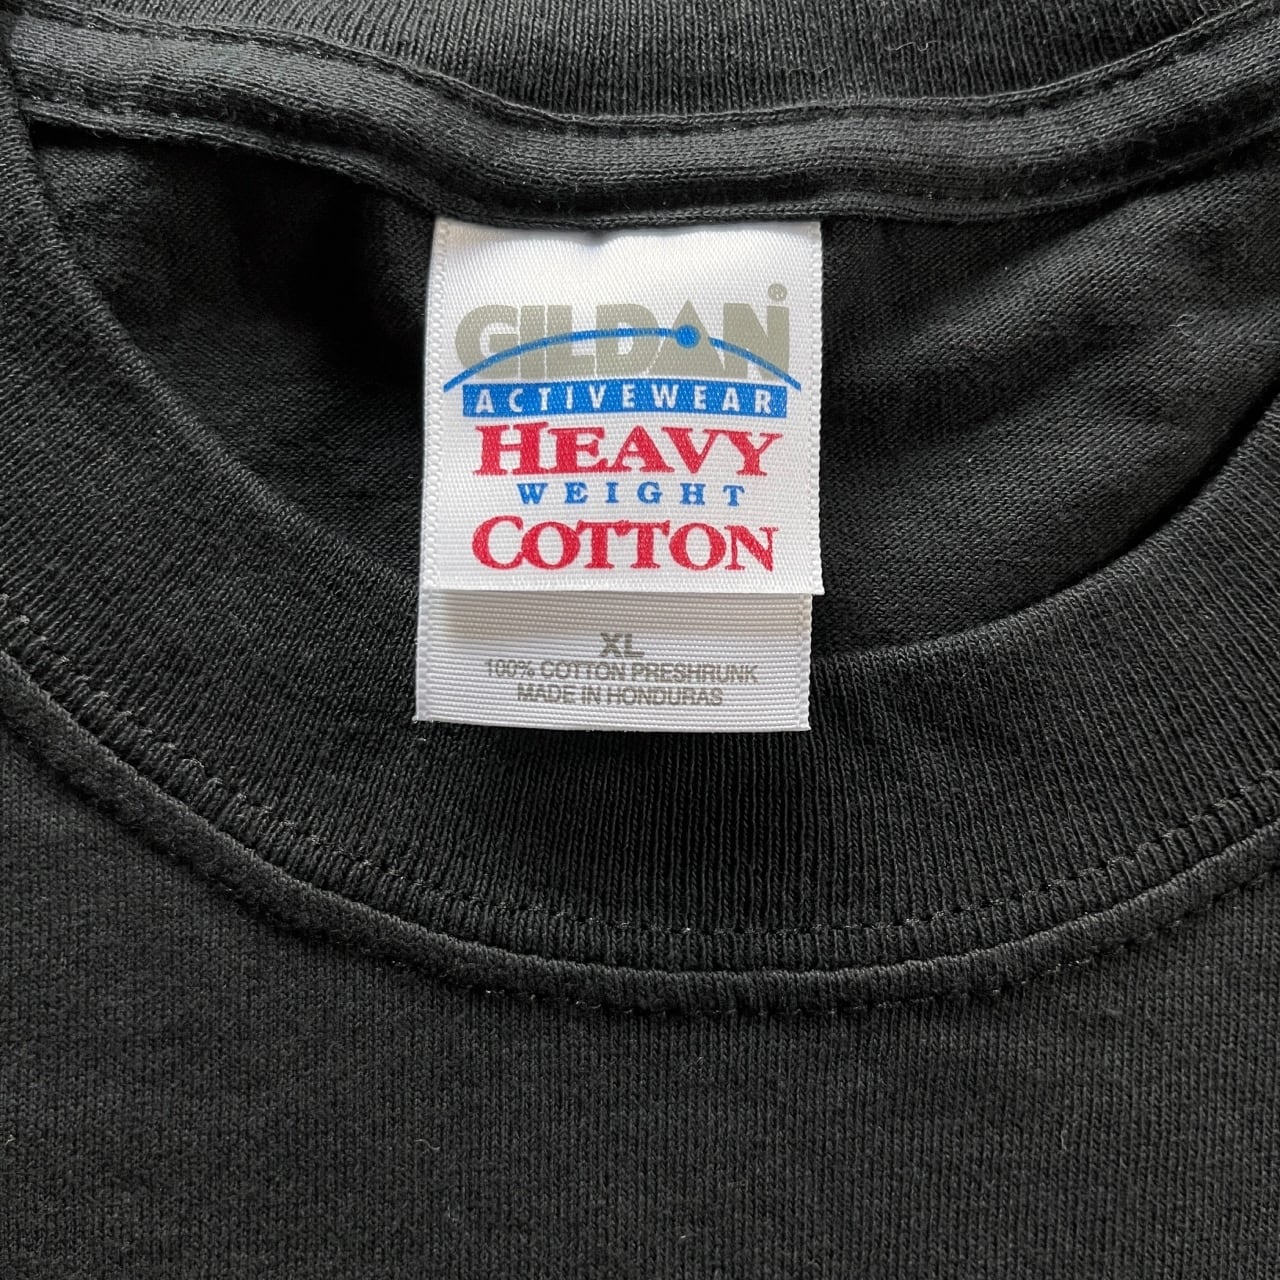 GILDAN®
ACTIVEWEAR
HEAVY
WEIGHT
COTTON
XL
100% COTTON PRESHRUNK
MADE IN HONDURAS